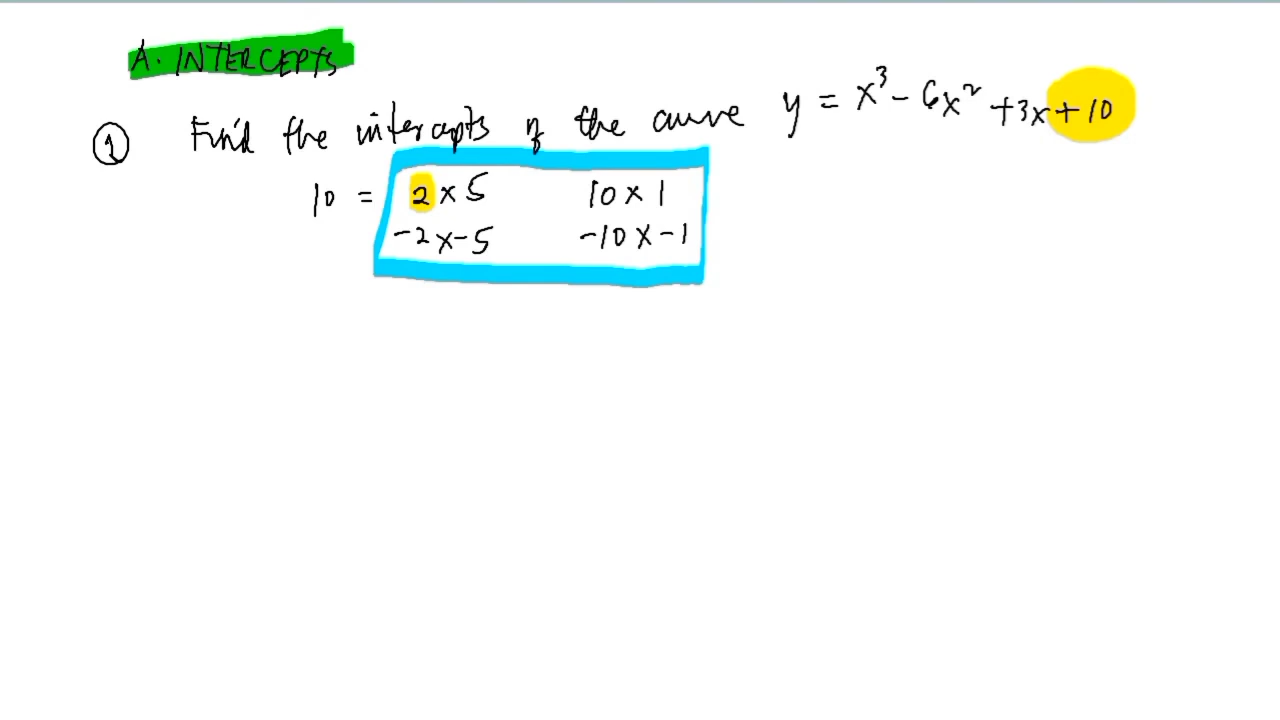 A. INTERCEPTS
① Find the intercepts of the curve y = x³ - 6x² + 3x + 10
10 = 2 x 5 10 x 1
-2 x -5 -10 x -1